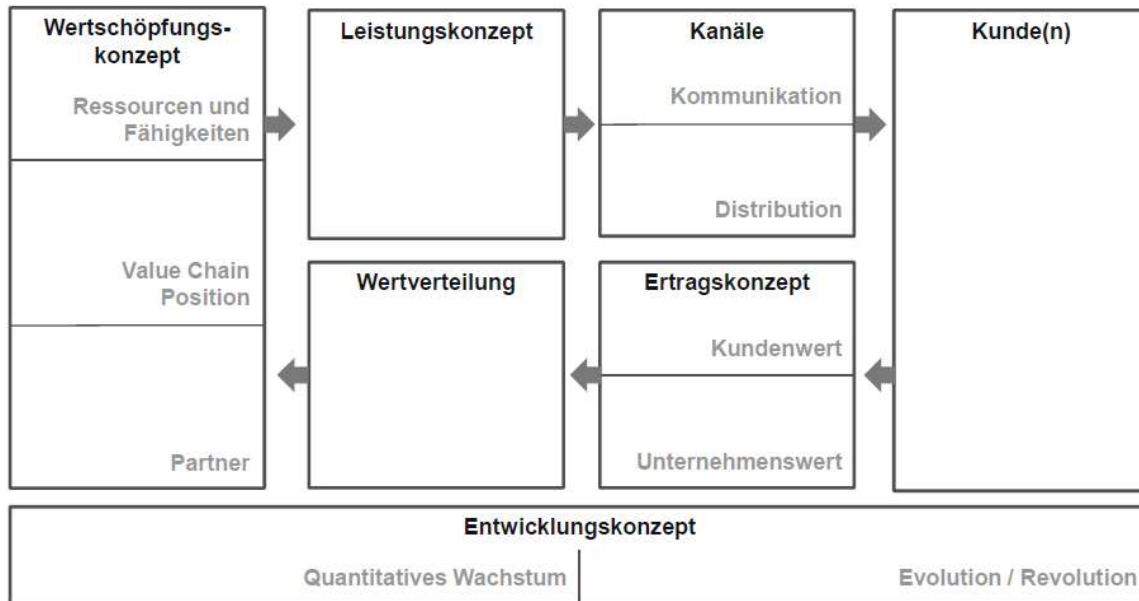 Wertschöpfungs-
konzept
Ressourcen und
Fähigkeiten
Value Chain
Position
Partner
Leistungskonzept
Kanäle
Kommunikation
Distribution
Kunde(n)
Wertverteilung
Ertragskonzept
Kundenwert
Unternehmenswert
Entwicklungskonzept
Quantitatives Wachstum
Evolution / Revolution